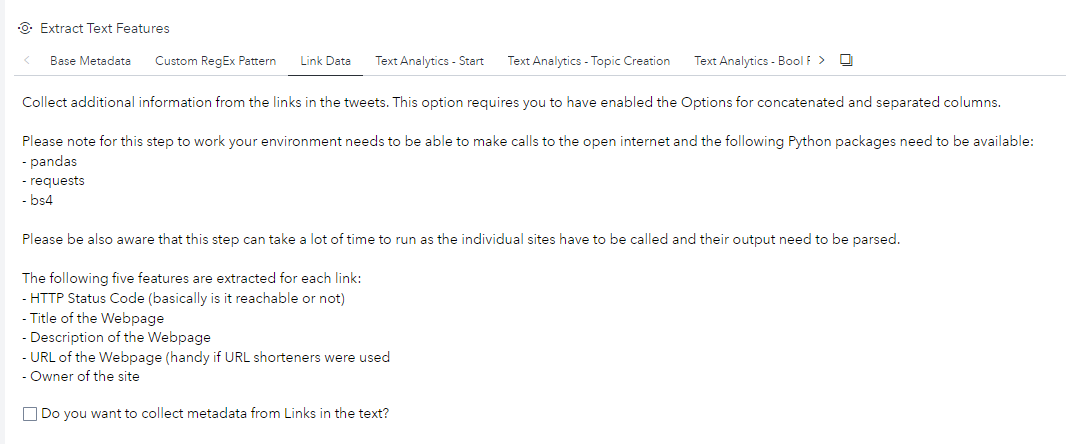 Extract Text Features
Base Metadata Custom RegEx Pattern Link Data Text Analytics - Start Text Analytics - Topic Creation Text Analytics - Bool
Collect additional information from the links in the tweets. This option requires you to have enabled the Options for concatenated and separated columns.
Please note for this step to work your environment needs to be able to make calls to the open internet and the following Python packages need to be available:
- pandas
- requests
- bs4
Please be also aware that this step can take a lot of time to run as the individual sites have to be called and their output need to be parsed.
The following five features are extracted for each link:
- HTTP Status Code (basically is it reachable or not)
- Title of the Webpage
- Description of the Webpage
- URL of the Webpage (handy if URL shorteners were used
- Owner of the site
Do you want to collect metadata from Links in the text?